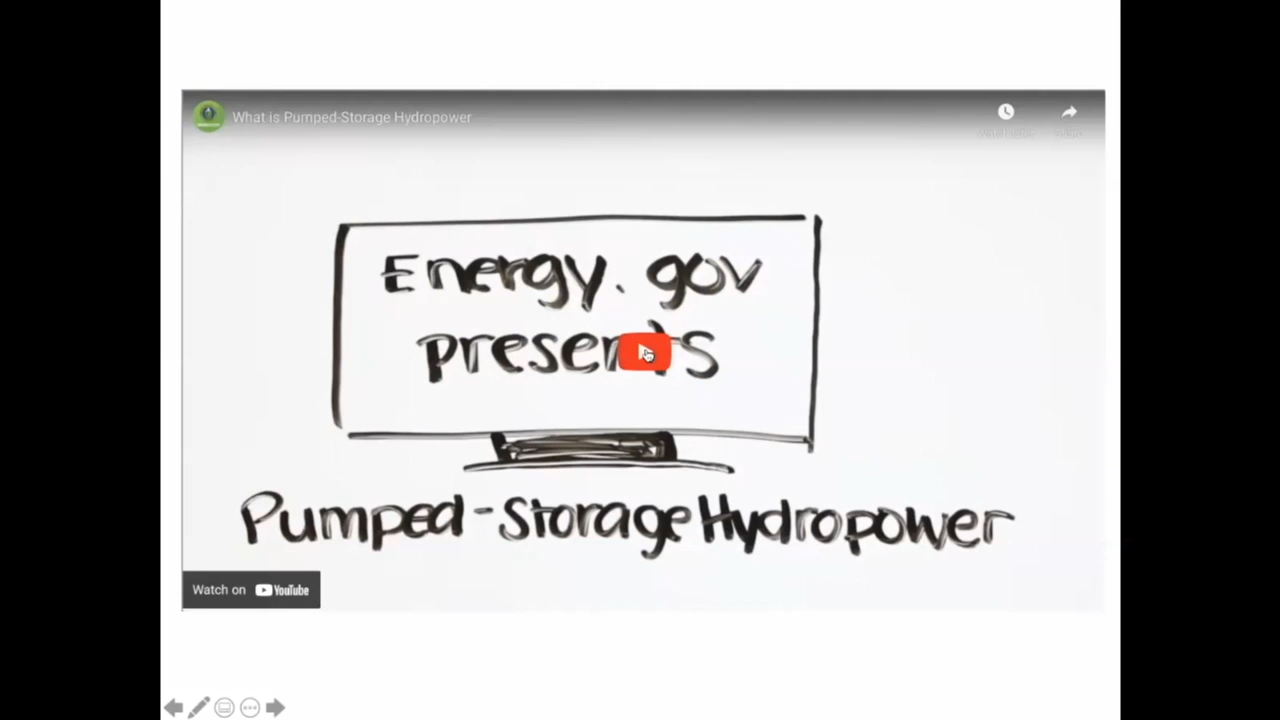 What is Pumped-Storage Hydropower
Energy.gov
presents
Pumped-Storage Hydropower
Watch on YouTube